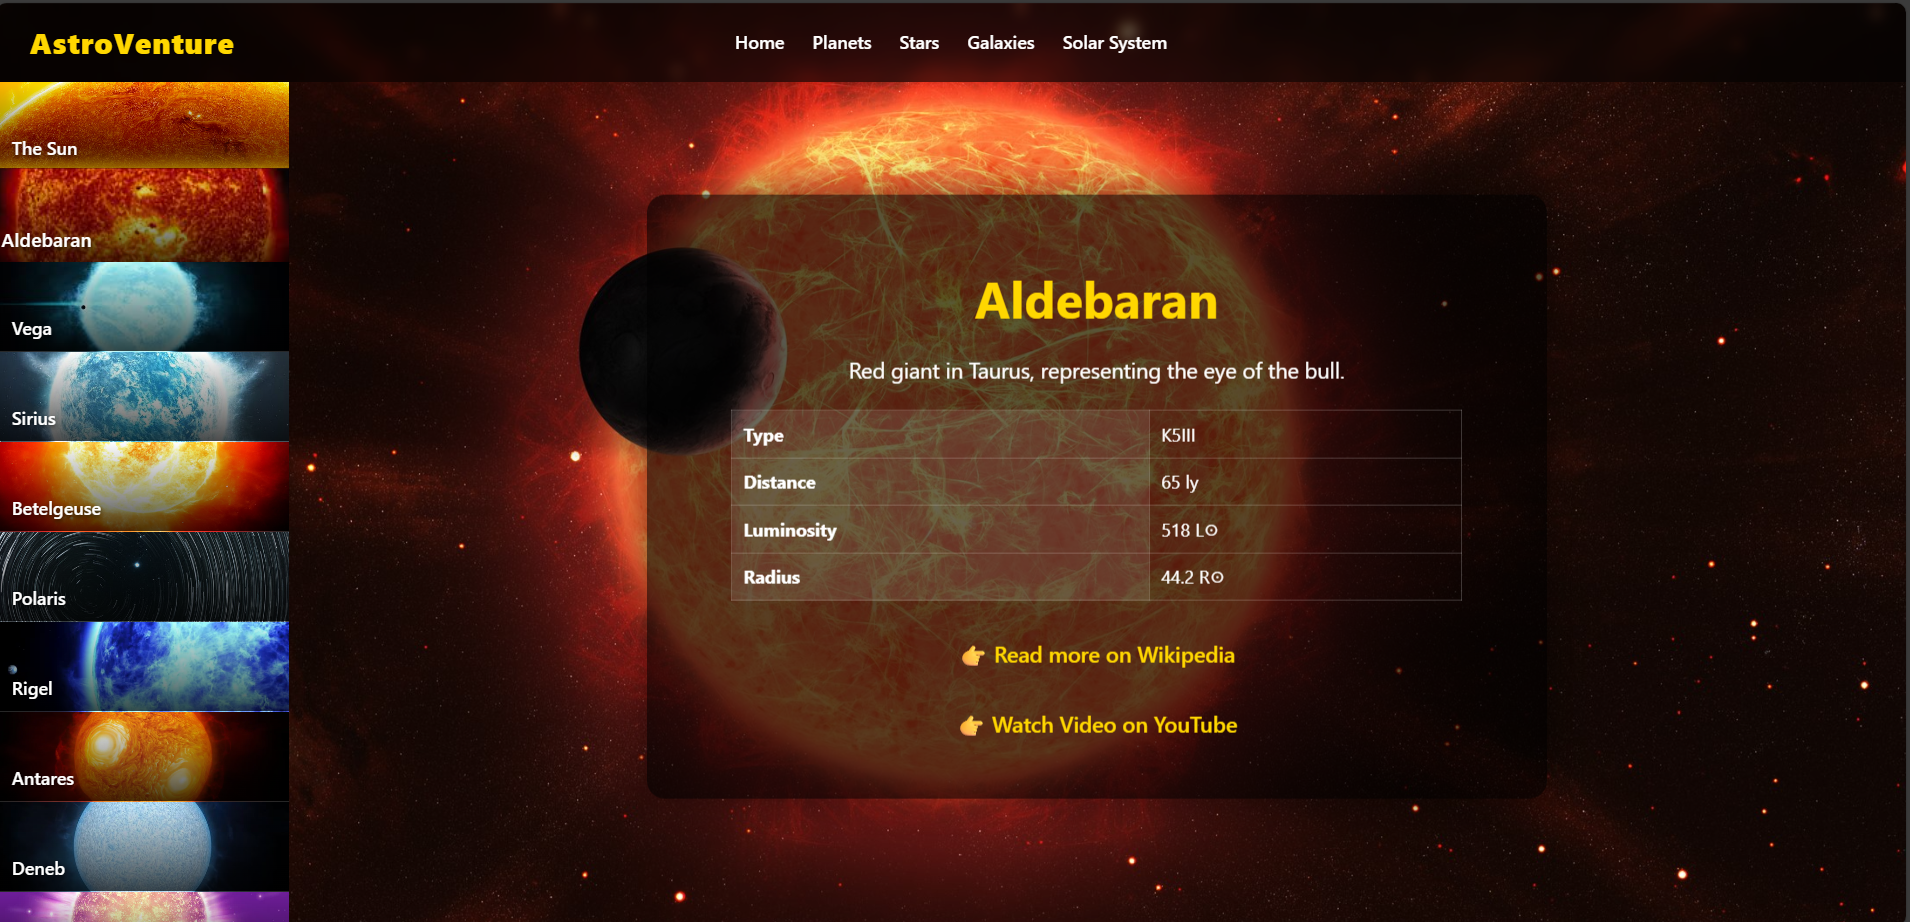 AstroVenture
Home Planets Stars Galaxies Solar System
The Sun
Aldebaran
Vega
Sirius
Betelgeuse
Polaris
Rigel
Antares
Deneb
Aldebaran
Red giant in Taurus, representing the eye of the bull.
Type K5III
Distance 65 ly
Luminosity 518 L⊙
Radius 44.2 R⊙
👉 Read more on Wikipedia
👉 Watch Video on YouTube